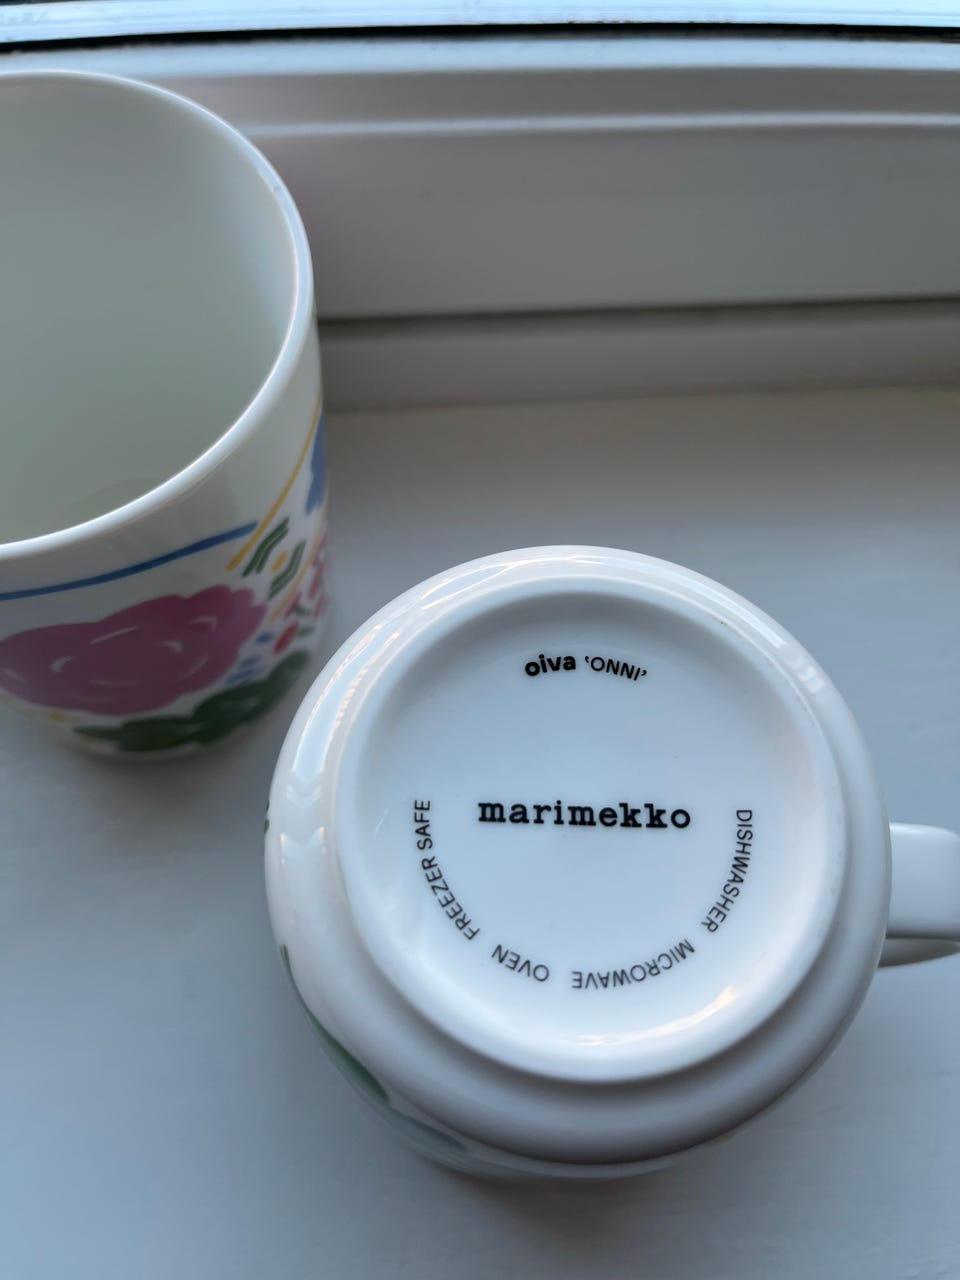 oiva ‘ONNI’
marimekko
DISHWASHER MICROWAVE OVEN FREEZER SAFE